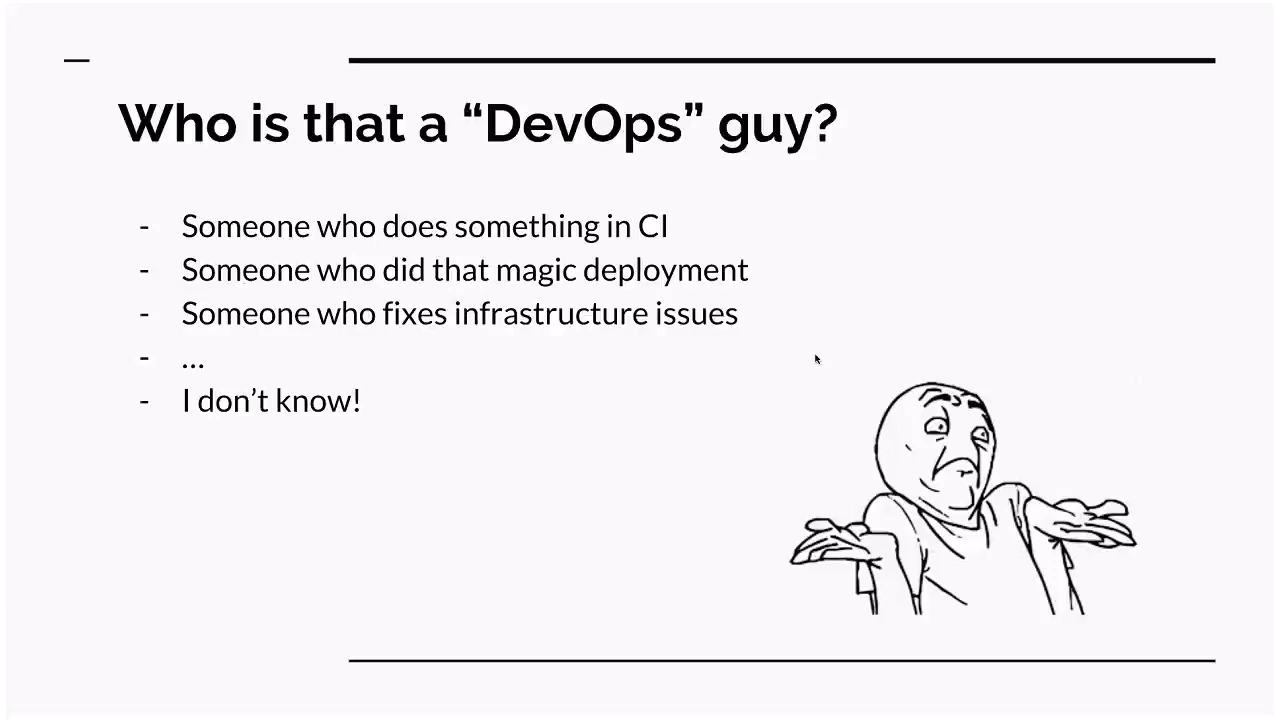 Who is that a “DevOps” guy?
- Someone who does something in CI
- Someone who did that magic deployment
- Someone who fixes infrastructure issues
- ...
- I don’t know!